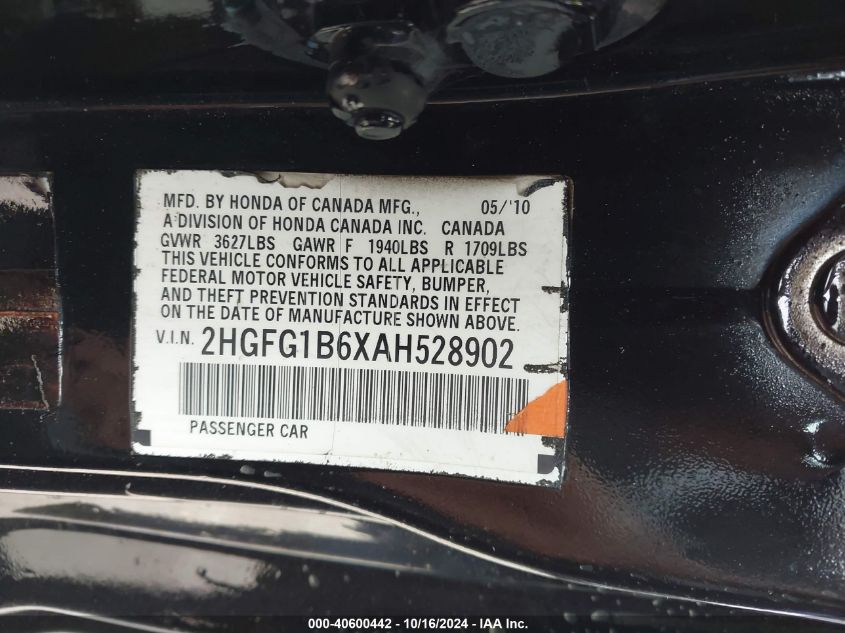 MFD. BY HONDA OF CANADA MFG., 05/'10
A DIVISION OF HONDA CANADA INC. CANADA
GVWR 3627LBS GAWR F 1940LBS R 1709LBS
THIS VEHICLE CONFORMS TO ALL APPLICABLE
FEDERAL MOTOR VEHICLE SAFETY, BUMPER,
AND THEFT PREVENTION STANDARDS IN EFFECT
ON THE DATE OF MANUFACTURE SHOWN ABOVE.
V.I.N. 2HGFG1B6XAH528902
PASSENGER CAR
000-40600442 / 10/16/2024 - IAA Inc.